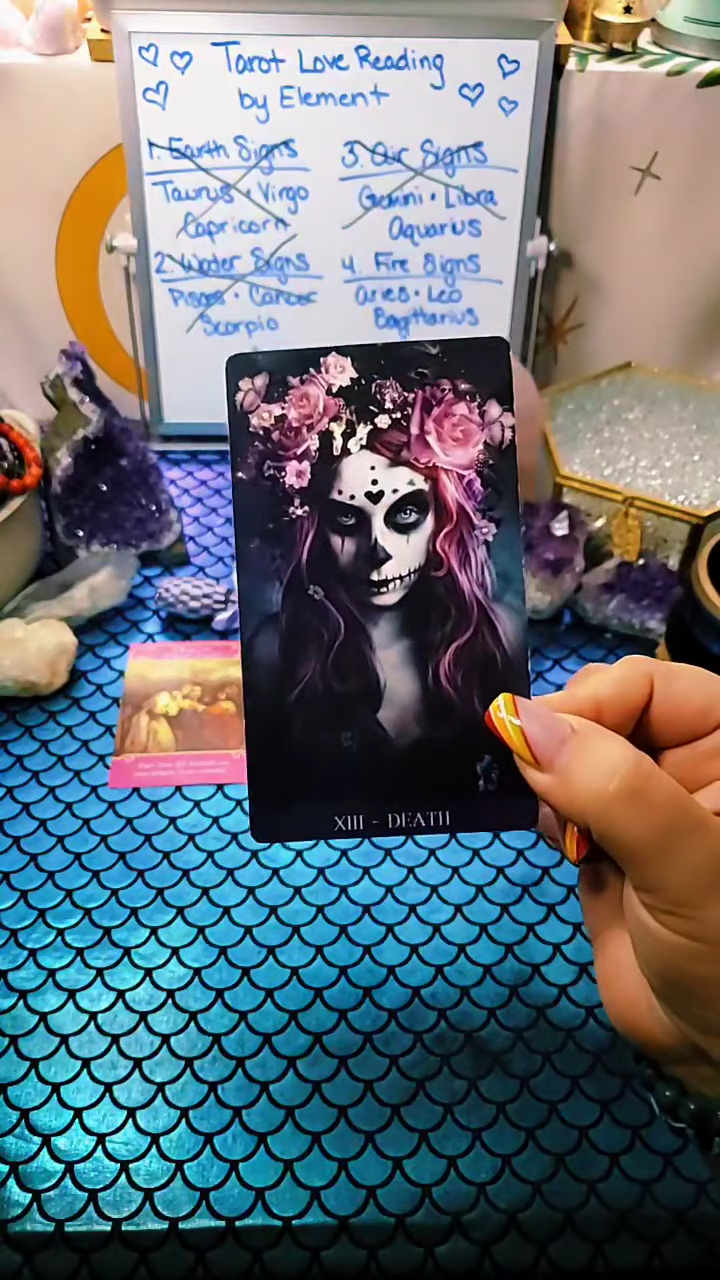 Tarot Love Reading
by Element
1. Earth Signs
Taurus • Virgo
Capricorn
2. Water Signs
Pisces • Cancer
Scorpio
3. Air Signs
Gemini • Libra
Aquarius
4. Fire Signs
Aries • Leo
Sagittarius
XIII - DEATH